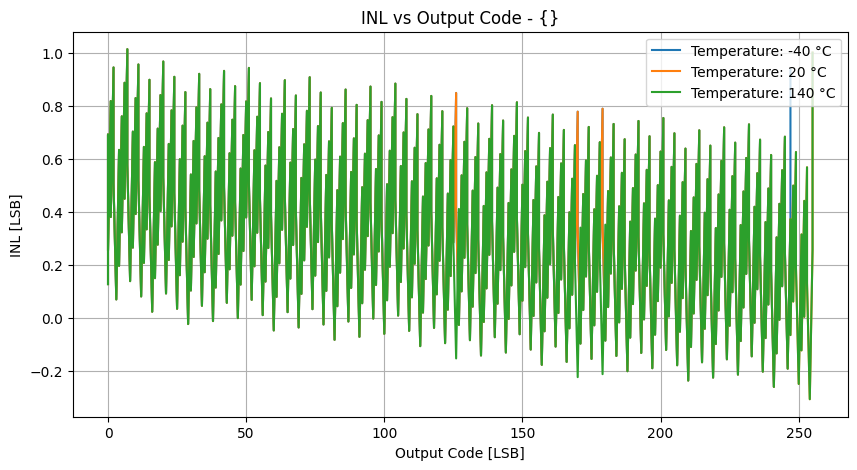 INL vs Output Code - {}
Temperature: -40 °C
Temperature: 20 °C
Temperature: 140 °C
INL [LSB]
1.0
0.8
0.6
0.4
0.2
0.0
−0.2
0 50 100 150 200 250
Output Code [LSB]